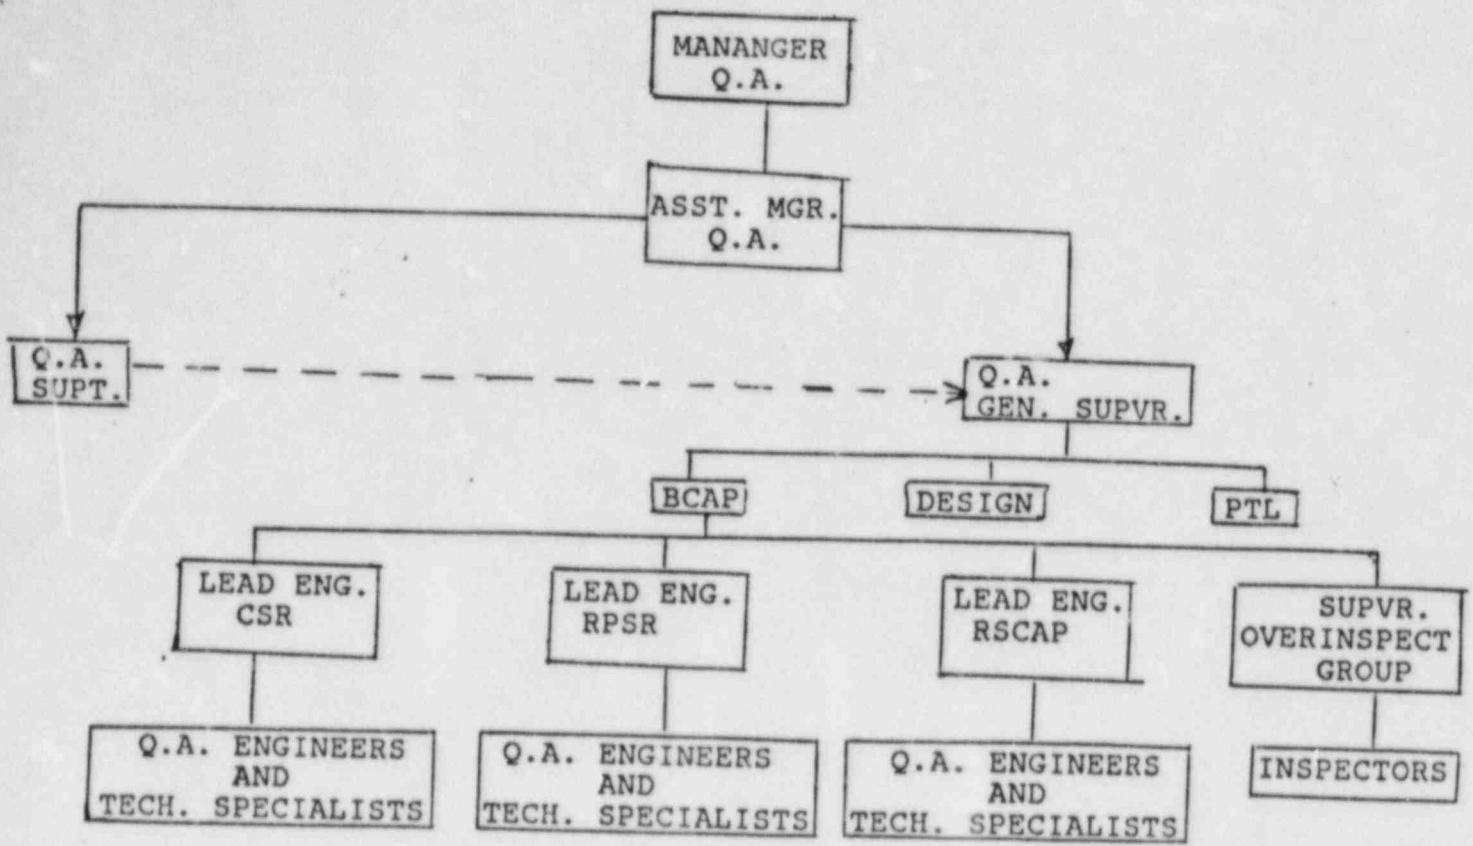 MANANGER
Q.A.
ASST. MGR.
Q.A.
Q.A.
SUPT.
Q.A.
GEN. SUPVR.
BCAP
DESIGN
PTL
LEAD ENG.
CSR
LEAD ENG.
RPSR
LEAD ENG.
RSCAP
SUPVR.
OVERINSPECT
GROUP
Q.A. ENGINEERS
AND
TECH. SPECIALISTS
Q.A. ENGINEERS
AND
TECH. SPECIALISTS
Q.A. ENGINEERS
AND
TECH. SPECIALISTS
INSPECTORS